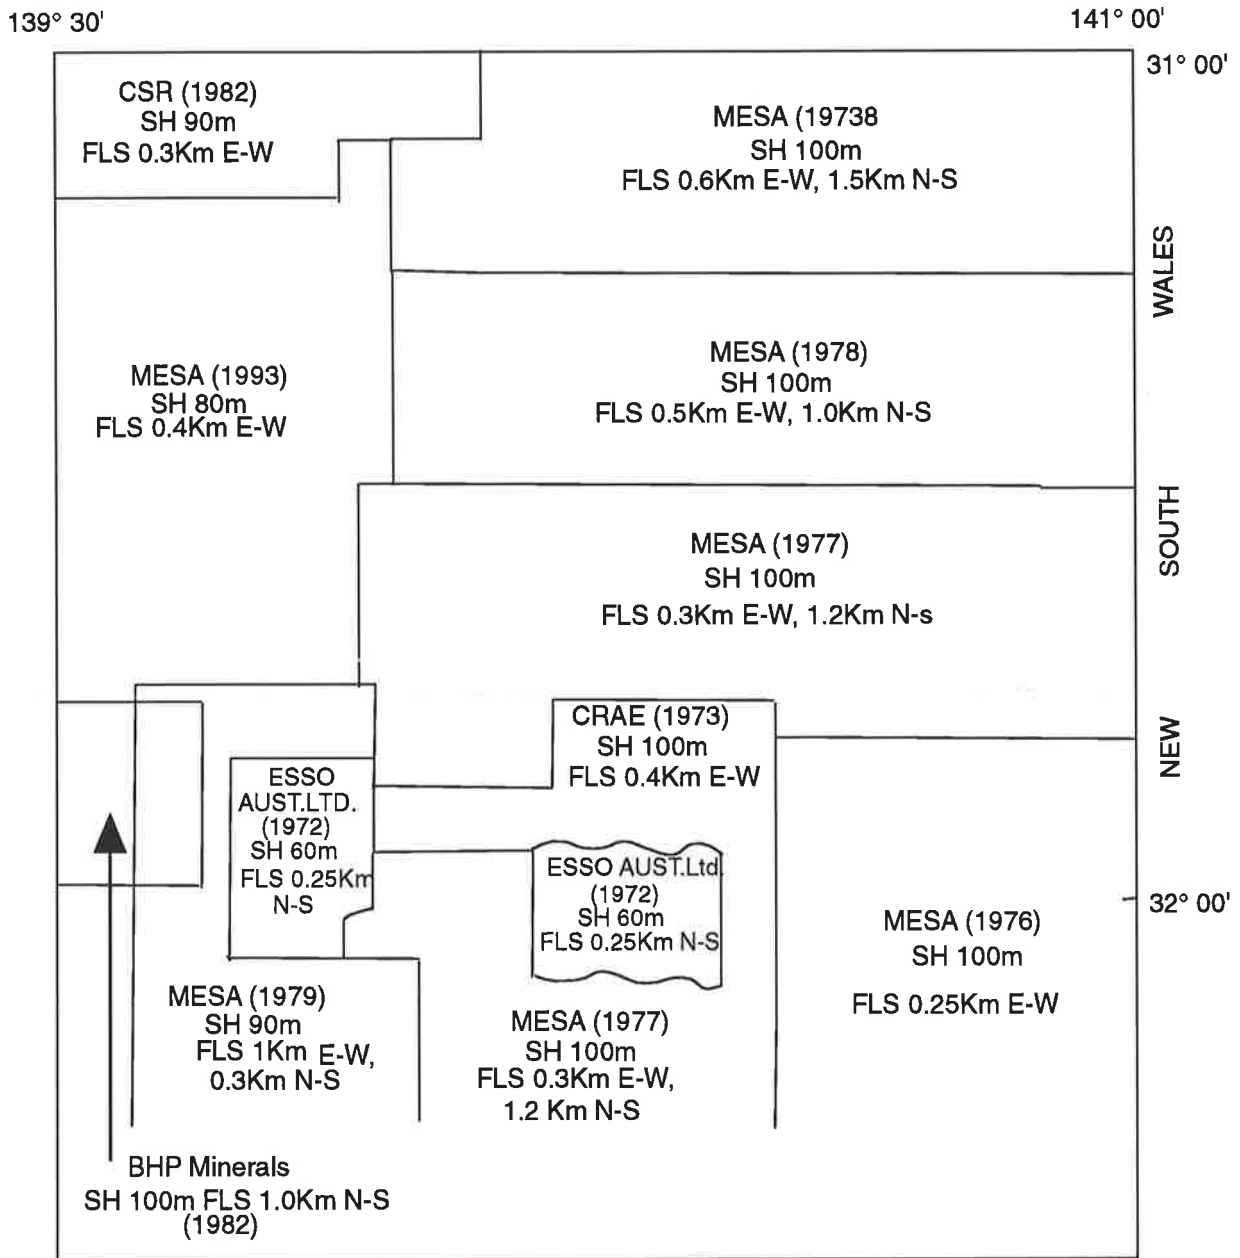 139° 30'
141° 00'
31° 00'
CSR (1982)
SH 90m
FLS 0.3Km E-W
MESA (19738
SH 100m
FLS 0.6Km E-W, 1.5Km N-S
MESA (1993)
SH 80m
FLS 0.4Km E-W
MESA (1978)
SH 100m
FLS 0.5Km E-W, 1.0Km N-S
MESA (1977)
SH 100m
FLS 0.3Km E-W, 1.2Km N-s
NEW SOUTH WALES
CRAE (1973)
SH 100m
FLS 0.4Km E-W
ESSO
AUST.LTD.
(1972)
SH 60m
FLS 0.25Km
N-S
ESSO AUST.Ltd.
(1972)
SH 60m
FLS 0.25Km N-S
32° 00'
MESA (1976)
SH 100m
FLS 0.25Km E-W
MESA (1979)
SH 90m
FLS 1Km E-W,
0.3Km N-S
MESA (1977)
SH 100m
FLS 0.3Km E-W,
1.2 Km N-S
BHP Minerals
SH 100m FLS 1.0Km N-S
(1982)